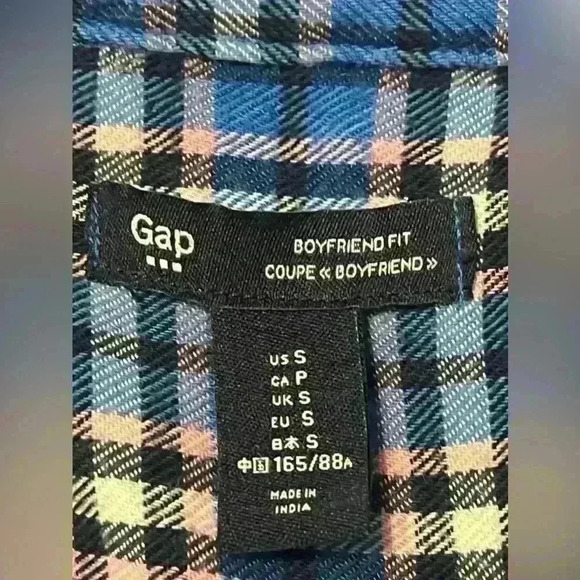 Gap
BOYFRIEND FIT
COUPE « BOYFRIEND »
US S
CA P
UK S
EU S
日本 S
中国 165/88A
MADE IN
INDIA